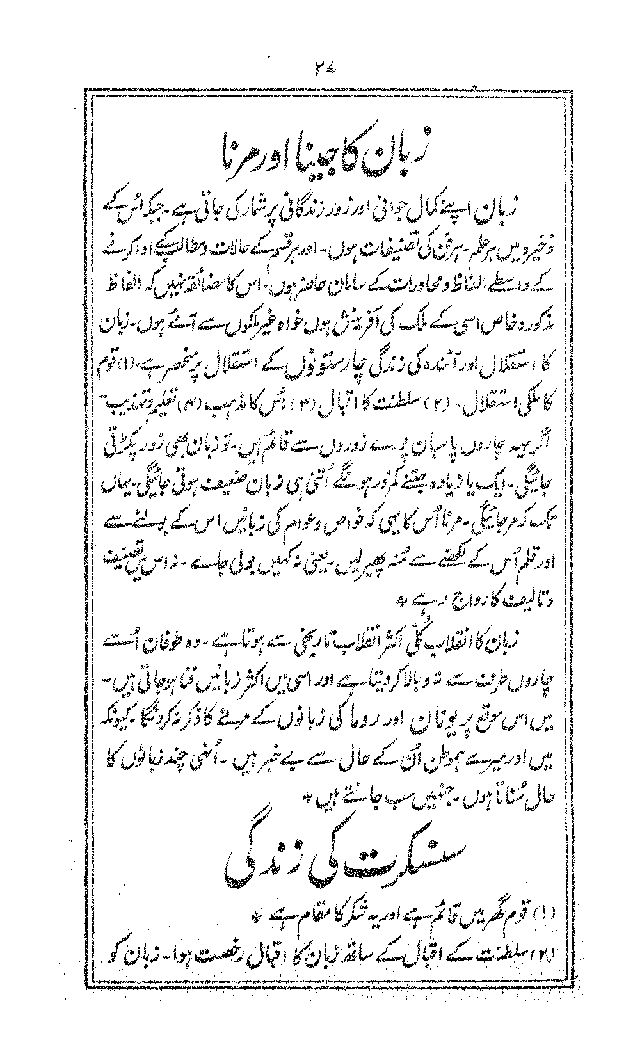 ۲۷
زبان کا جینا اور مرنا
زبان اپنے کمال جوانی اور زور زندگانی پر شمار کی جاتی ہے۔ جبکہ اُس کے
ذخیرہ میں ہر علم۔ ہر فن کی تصنیفات ہوں۔ اور ہر قسم کے حالات و مطالب کے ادا کرنے
کے واسطے الفاظ و محاورات کے سامان حاضر ہوں۔ اس کا مضائقہ نہیں کہ الفاظ
مذکورہ خاص اسی کے ملک کی آفرینش ہوں خواہ غیر ملکوں سے آئے ہوں۔ زبان
کا استقلال اور آئندہ کی زندگی چار ستونوں کے استقلال پر منحصر ہے۔ (۱) قوم
کا ملکی استقلال۔ (۲) سلطنت کا اقبال (۳) اُس کا مذہب (۴) تعلیم و تہذیب۔
اگر یہ چاروں پاسبان پورے زوروں سے قائم ہیں۔ تو زبان بھی زور پکڑتی
جائیگی۔ ایک یا زیادہ جتنے کمزور ہونگے اُتنی ہی زبان ضعیف ہوتی جائیگی۔ یہاں
تک کہ مر جائیگی۔ مرنا اُس کا یہی کہ خواص و عوام کی زبانیں اس کے بولنے سے
اور قلم اُس کے لکھنے سے مُنہ پھیر لیں۔ یعنی نہ کہیں بولی جائے۔ نہ اس میں تصنیف
و تالیف کا رواج رہے *
زبان کا انقلاب کلّی اکثر انقلاب تاریخی سے ہوتا ہے۔ وہ طوفان اُسے
چاروں طرف سے تہ و بالا کر دیتا ہے اور اسی میں اکثر زبانیں فنا ہو جاتی ہیں۔
میں اس موقع پر یونان اور روما کی زبانوں کے مرنے کا ذکر نہ کرونگا۔ کیونکہ
میں اور میرے ہموطن اُن کے حال سے بے خبر ہیں۔ اُنھی چند زبانوں کا
حال سُناتا ہوں۔ جنہیں سب جانتے ہیں *
سنسکرت کی زندگی
(۱) قوم گھر میں قائم ہے اور یہ شکر کا مقام ہے *
(۲) سلطنت کے اقبال کے ساتھ زبان کا اقبال رخصت ہوا۔ زبان کو